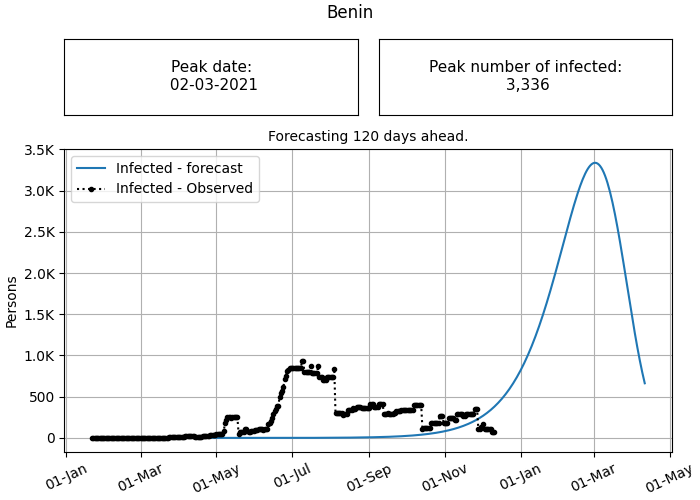 Benin
Peak date:
02-03-2021
Peak number of infected:
3,336
Forecasting 120 days ahead.
3.5K
3.0K
2.5K
2.0K
1.5K
1.0K
500
0
Persons
Infected - forecast
Infected - Observed
01-Jan
01-Mar
01-May
01-Jul
01-Sep
01-Nov
01-Jan
01-Mar
01-May